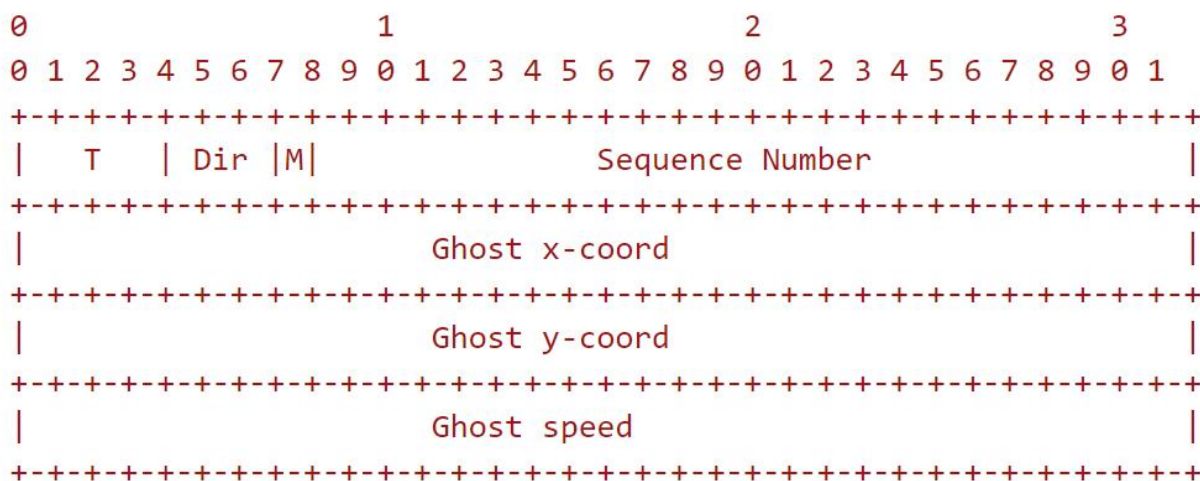 0                   1                   2                   3
0 1 2 3 4 5 6 7 8 9 0 1 2 3 4 5 6 7 8 9 0 1 2 3 4 5 6 7 8 9 0 1
+-+-+-+-+-+-+-+-+-+-+-+-+-+-+-+-+-+-+-+-+-+-+-+-+-+-+-+-+-+-+-+-+
|   T   | Dir |M|               Sequence Number                 |
+-+-+-+-+-+-+-+-+-+-+-+-+-+-+-+-+-+-+-+-+-+-+-+-+-+-+-+-+-+-+-+-+
|                      Ghost x-coord                            |
+-+-+-+-+-+-+-+-+-+-+-+-+-+-+-+-+-+-+-+-+-+-+-+-+-+-+-+-+-+-+-+-+
|                      Ghost y-coord                            |
+-+-+-+-+-+-+-+-+-+-+-+-+-+-+-+-+-+-+-+-+-+-+-+-+-+-+-+-+-+-+-+-+
|                      Ghost speed                              |
+-+-+-+-+-+-+-+-+-+-+-+-+-+-+-+-+-+-+-+-+-+-+-+-+-+-+-+-+-+-+-+-+